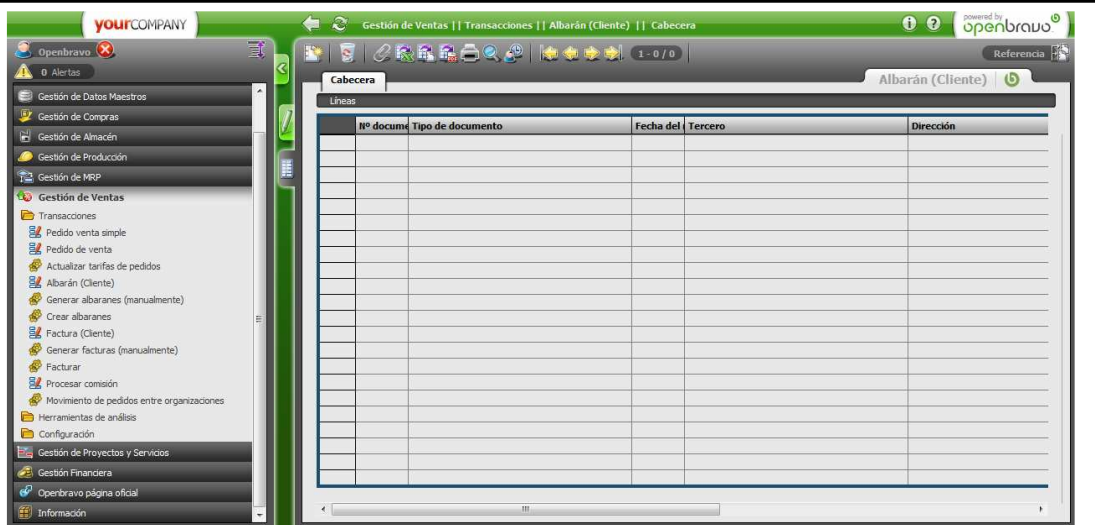 yourCOMPANY
Gestión de Ventas || Transacciones || Albarán (Cliente) || Cabecera
powered by
openbravo
Openbravo
0 Alertas
1 - 0 / 0
Referencia
Cabecera
Albarán (Cliente)
Líneas
Nº docume Tipo de documento Fecha del Tercero Dirección
Gestión de Datos Maestros
Gestión de Compras
Gestión de Almacén
Gestión de Producción
Gestión de MRP
Gestión de Ventas
Transacciones
Pedido venta simple
Pedido de venta
Actualizar tarifas de pedidos
Albarán (Cliente)
Generar albaranes (manualmente)
Crear albaranes
Factura (Cliente)
Generar facturas (manualmente)
Facturar
Procesar comisión
Movimiento de pedidos entre organizaciones
Herramientas de análisis
Configuración
Gestión de Proyectos y Servicios
Gestión Financiera
Openbravo página oficial
Información